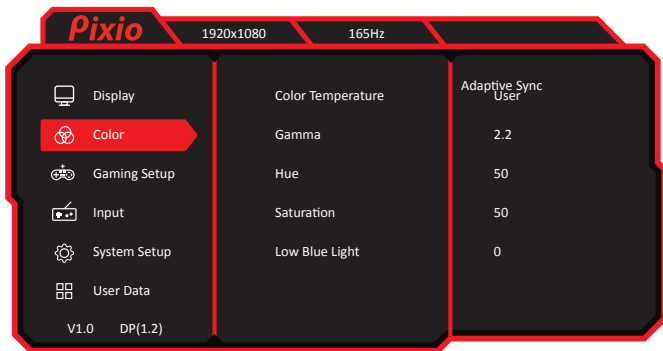 Pixio 1920x1080 165Hz
Adaptive Sync
Display Color Temperature User
Color Gamma 2.2
Gaming Setup Hue 50
Input Saturation 50
System Setup Low Blue Light 0
User Data
V1.0 DP(1.2)